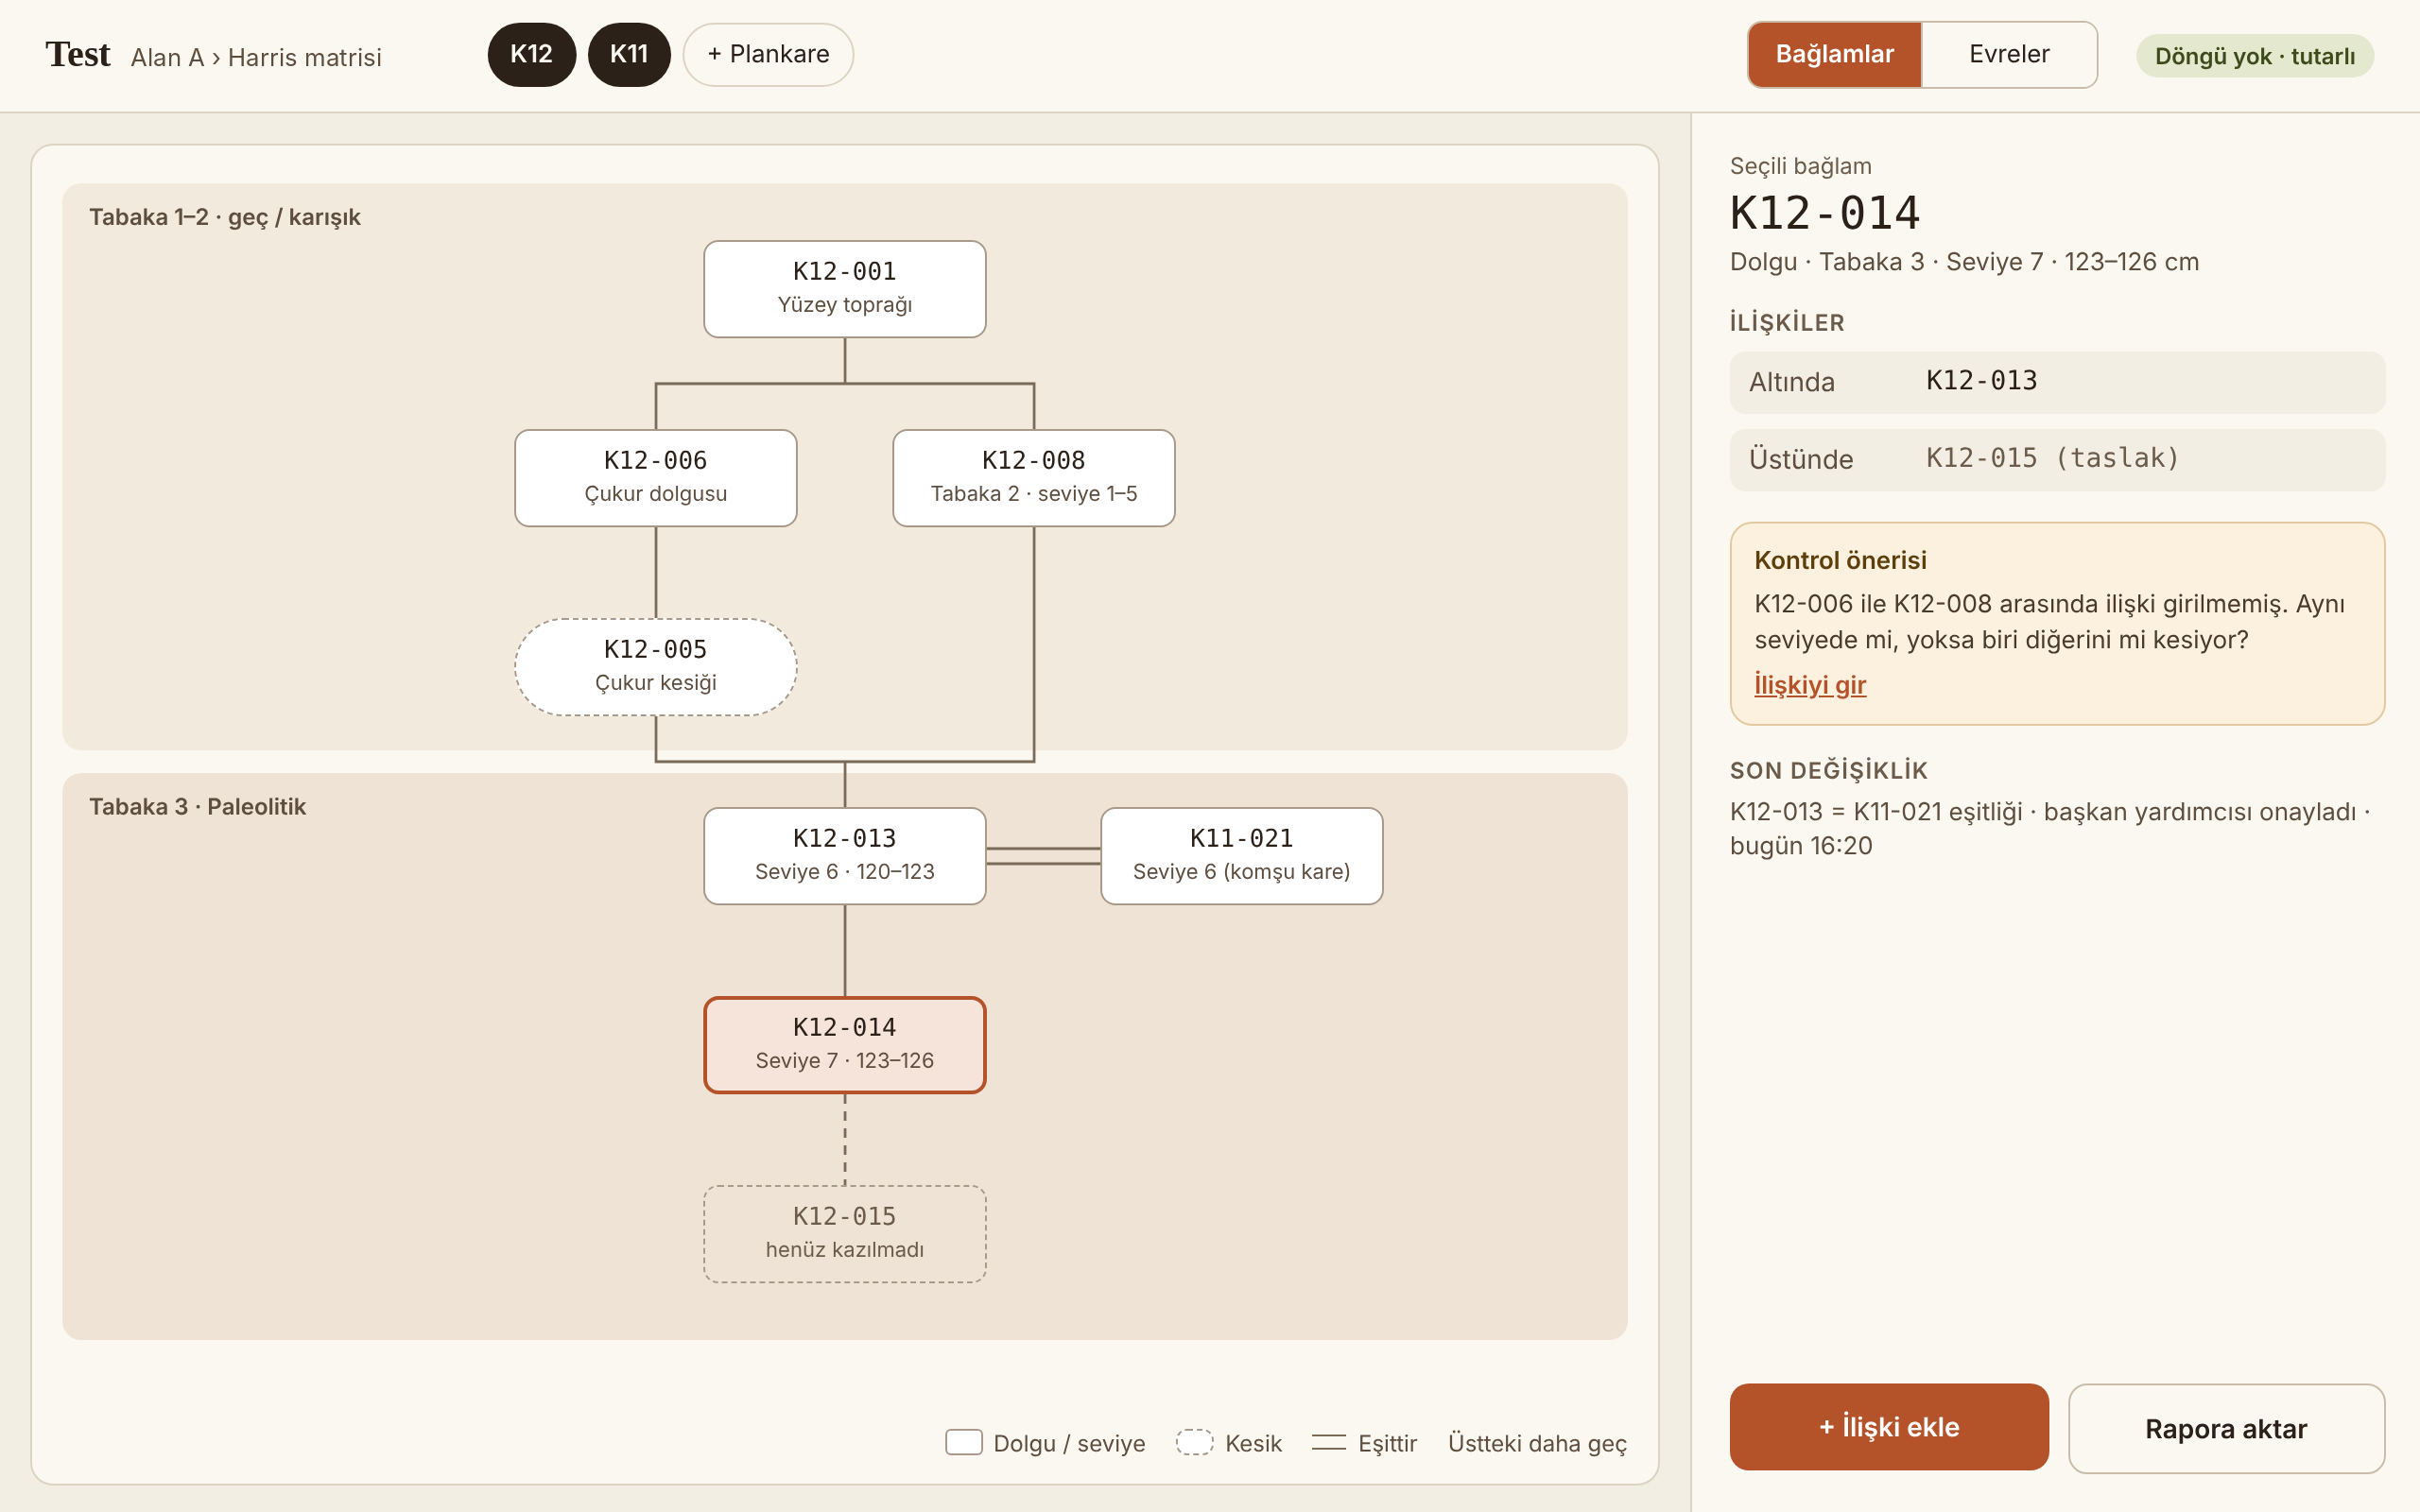 Test Alan A › Harris matrisi
K12 K11 + Plankare
Bağlamlar Evreler
Döngü yok · tutarlı
Tabaka 1–2 · geç / karışık
K12-001
Yüzey toprağı
K12-006
Çukur dolgusu
K12-008
Tabaka 2 · seviye 1–5
K12-005
Çukur kesiği
Tabaka 3 · Paleolitik
K12-013
Seviye 6 · 120–123
K11-021
Seviye 6 (komşu kare)
K12-014
Seviye 7 · 123–126
K12-015
henüz kazılmadı
Dolgu / seviye Kesik Eşittir Üstteki daha geç
Seçili bağlam
K12-014
Dolgu · Tabaka 3 · Seviye 7 · 123–126 cm
İLİŞKİLER
Altında K12-013
Üstünde K12-015 (taslak)
Kontrol önerisi
K12-006 ile K12-008 arasında ilişki girilmemiş. Aynı
seviyede mi, yoksa biri diğerini mi kesiyor?
İlişkiyi gir
SON DEĞİŞİKLİK
K12-013 = K11-021 eşitliği · başkan yardımcısı onayladı ·
bugün 16:20
+ İlişki ekle
Rapora aktar